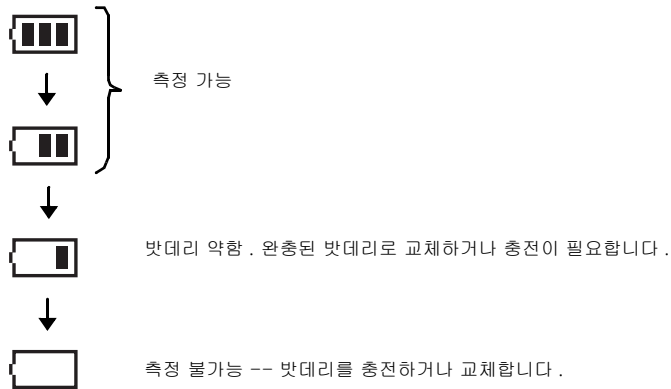 측정 가능
밧데리 약함 . 완충된 밧데리로 교체하거나 충전이 필요합니다 .
측정 불가능 -- 밧데리를 충전하거나 교체합니다 .